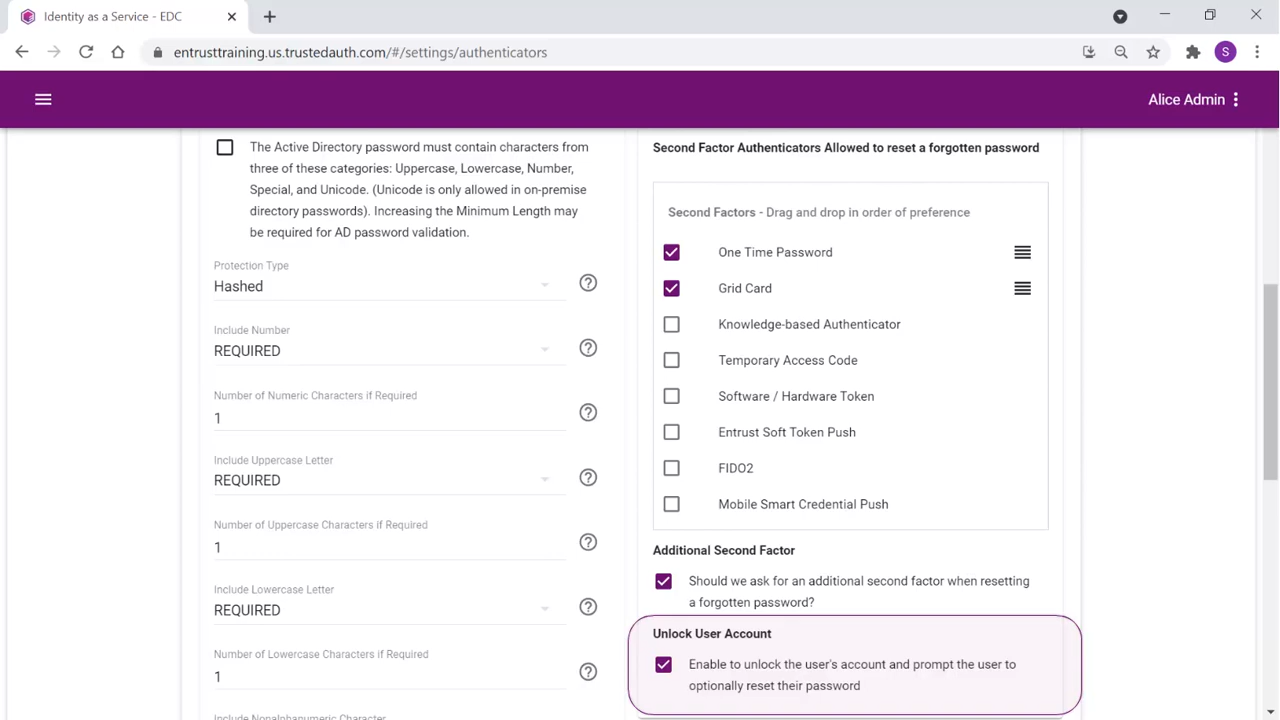 Identity as a Service - EDC
entrusttraining.us.trustedauth.com/#/settings/authenticators
S
Alice Admin
The Active Directory password must contain characters from
three of these categories: Uppercase, Lowercase, Number,
Special, and Unicode. (Unicode is only allowed in on-premise
directory passwords). Increasing the Minimum Length may
be required for AD password validation.
Protection Type
Hashed
Include Number
REQUIRED
Number of Numeric Characters if Required
1
Include Uppercase Letter
REQUIRED
Number of Uppercase Characters if Required
1
Include Lowercase Letter
REQUIRED
Number of Lowercase Characters if Required
1
Include Nonalphanumeric Character
Second Factor Authenticators Allowed to reset a forgotten password
Second Factors - Drag and drop in order of preference
One Time Password
Grid Card
Knowledge-based Authenticator
Temporary Access Code
Software / Hardware Token
Entrust Soft Token Push
FIDO2
Mobile Smart Credential Push
Additional Second Factor
Should we ask for an additional second factor when resetting
a forgotten password?
Unlock User Account
Enable to unlock the user's account and prompt the user to
optionally reset their password